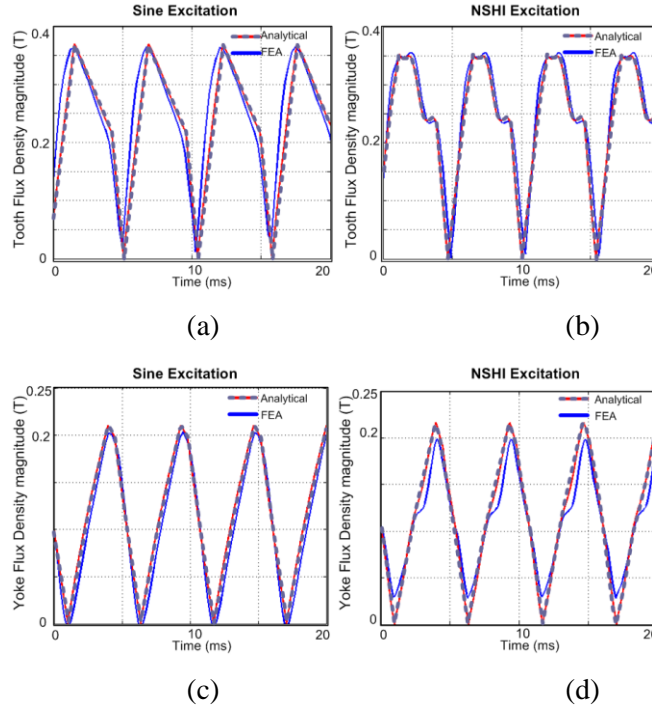 Sine Excitation
Tooth Flux Density magnitude (T)
0.4
0.2
0
Analytical
FEA
0 10 20
Time (ms)
(a)
NSHI Excitation
Tooth Flux Density magnitude (T)
0.4
0.2
0
Analytical
FEA
0 10 20
Time (ms)
(b)
Sine Excitation
Yoke Flux Density magnitude (T)
0.25
0.2
0
Analytical
FEA
0 10 20
Time (ms)
(c)
NSHI Excitation
Yoke Flux Density magnitude (T)
0.25
0.2
0
Analytical
FEA
0 10 20
Time (ms)
(d)